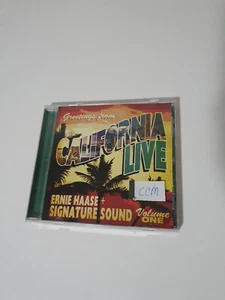 Greetings from
CALIFORNIA
LIVE
CCM
ERNIE HAASE +
SIGNATURE SOUND
Volume
ONE